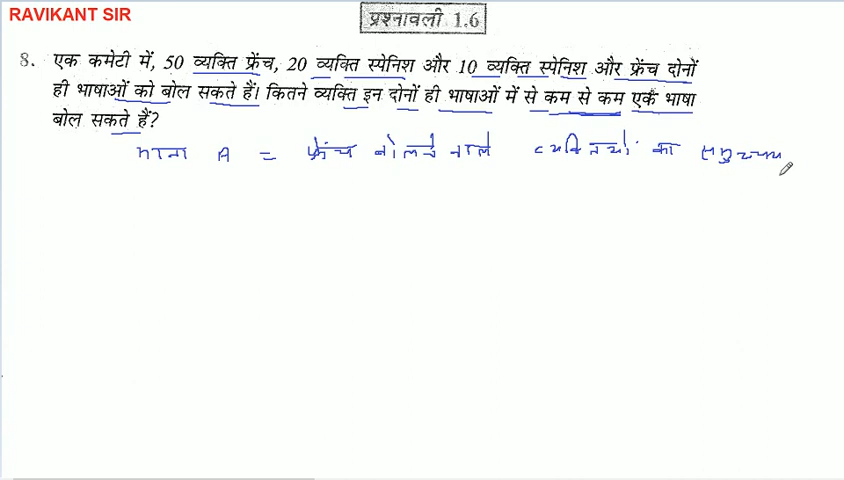 RAVIKANT SIR
प्रश्नावली 1.6
8. एक कमेटी में, 50 व्यक्ति फ्रेंच, 20 व्यक्ति स्पेनिश और 10 व्यक्ति स्पेनिश और फ्रेंच दोनों
ही भाषाओं को बोल सकते हैं। कितने व्यक्ति इन दोनों ही भाषाओं में से कम से कम एक भाषा
बोल सकते हैं?
माना A = फ्रेंच बोलने वाले व्यक्तियों का समुच्चय